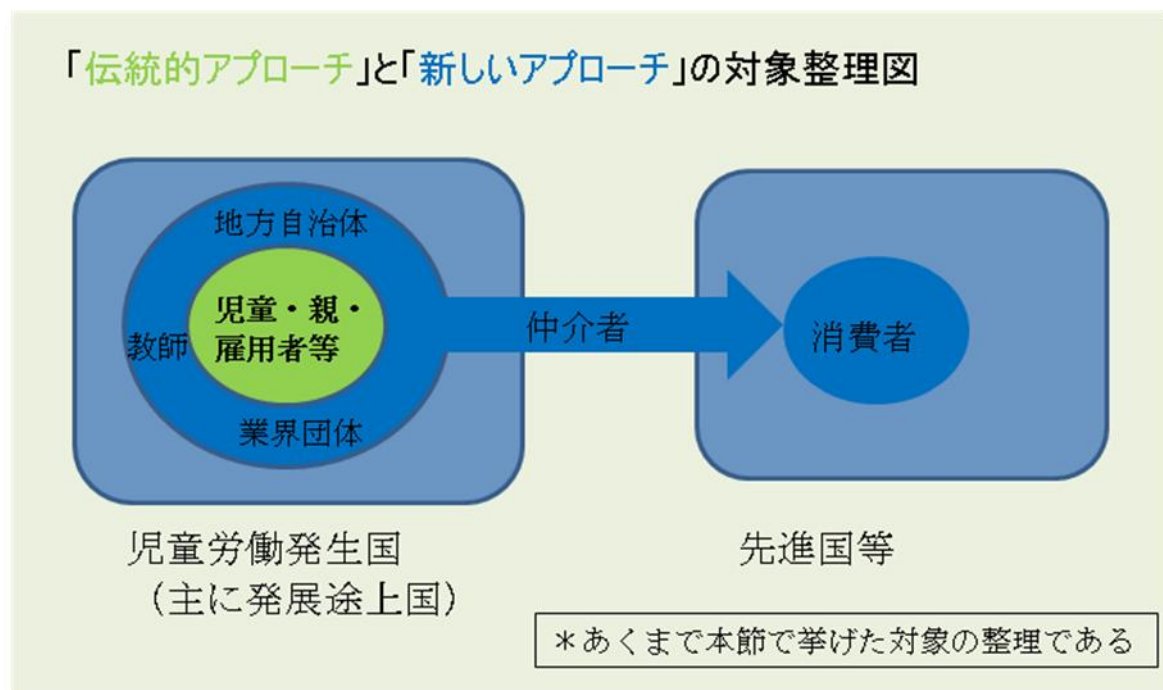 「伝統的アプローチ」と「新しいアプローチ」の対象整理図
地方自治体
児童・親・
雇用者等
教師
業界団体
仲介者
消費者
児童労働発生国
（主に発展途上国）
先進国等
＊あくまで本節で挙げた対象の整理である